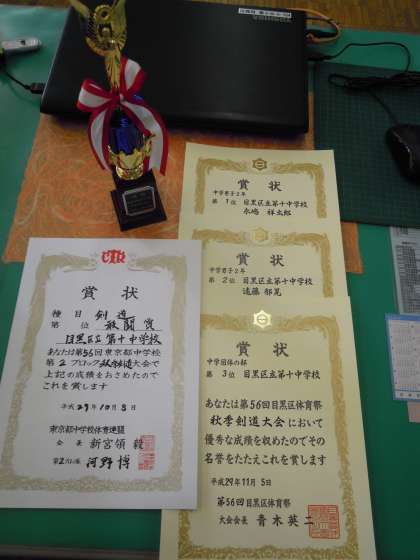 TOSHIBA
賞状
中学男子2年
第1位 目黒区立第十中学校
永嶋 祥太郎
賞状
中学男子2年
第2位 目黒区立第十中学校
遠藤 郁晃
賞状
中学団体の部
第3位 目黒区立第十中学校
あなたは第56回目黒区体育祭
秋季剣道大会において
優秀な成績を収めたのでその
名誉をたたえこれを賞します
平成29年11月5日
第56回目黒区体育祭
大会会長 青木英二
賞状
種目 剣道
第 位 敢闘賞
目黒区立第十中学校
あなたは第56回東京都中学校
第2ブロック秋季剣道大会で
上記の成績をおさめたので
これを賞します
平成29年10月8日
東京都中学校体育連盟
会長 新宮領 毅
第2ブロック長 河野 博